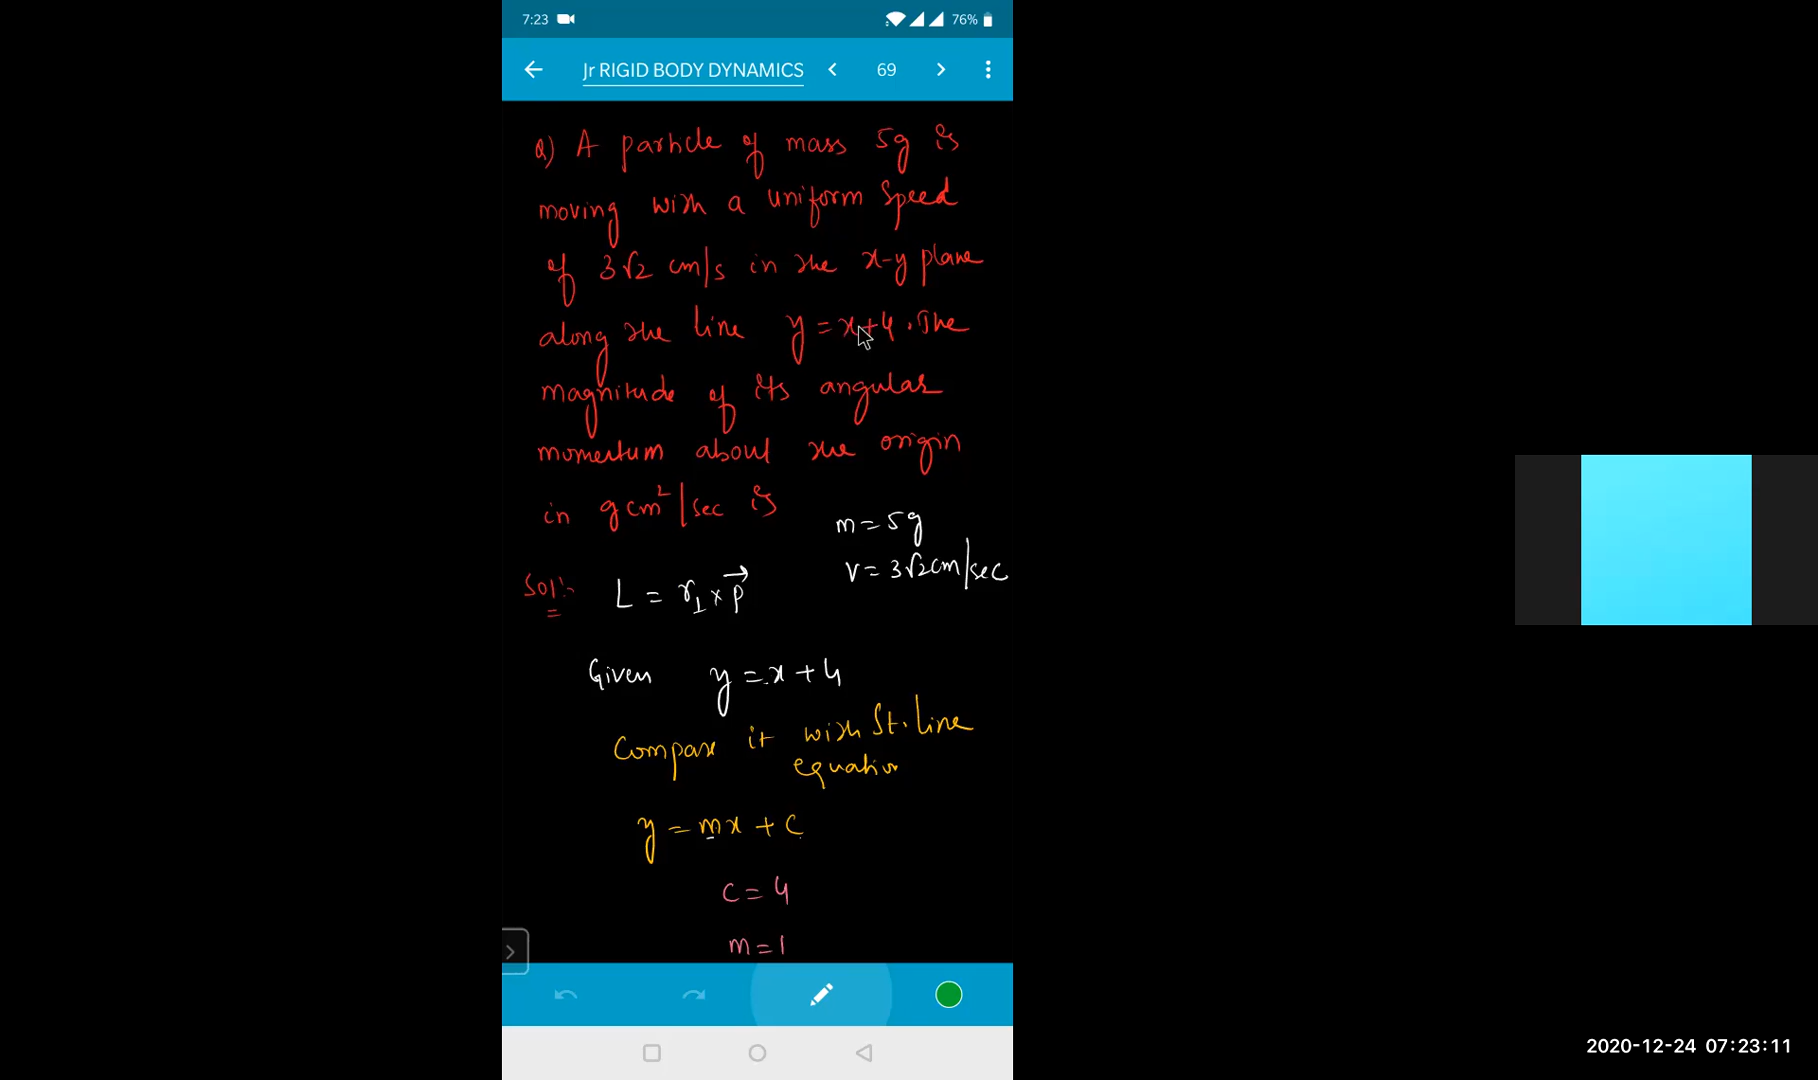 7:23 76%
Jr RIGID BODY DYNAMICS 69
Q) A particle of mass 5g is
moving with a uniform speed
of 3√2 cm/s in the x-y plane
along the line y = x+4. The
magnitude of its angular
momentum about the origin
in gcm²/sec is
m = 5g
v = 3√2cm/sec
Sol:-
L = r⊥ × p⃗
Given y = x + 4
Compare it with St. line
equation
y = mx + c
c = 4
m = 1
2020-12-24 07:23:11